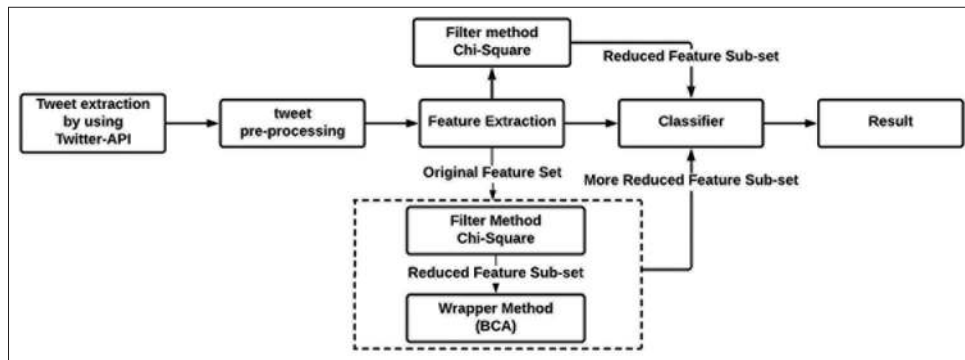 Filter method
Chi-Square
Reduced Feature Sub-set
Tweet extraction
by using
Twitter-API
tweet
pre-processing
Feature Extraction
Classifier
Result
Original Feature Set
More Reduced Feature Sub-set
Filter Method
Chi-Square
Reduced Feature Sub-set
Wrapper Method
(BCA)